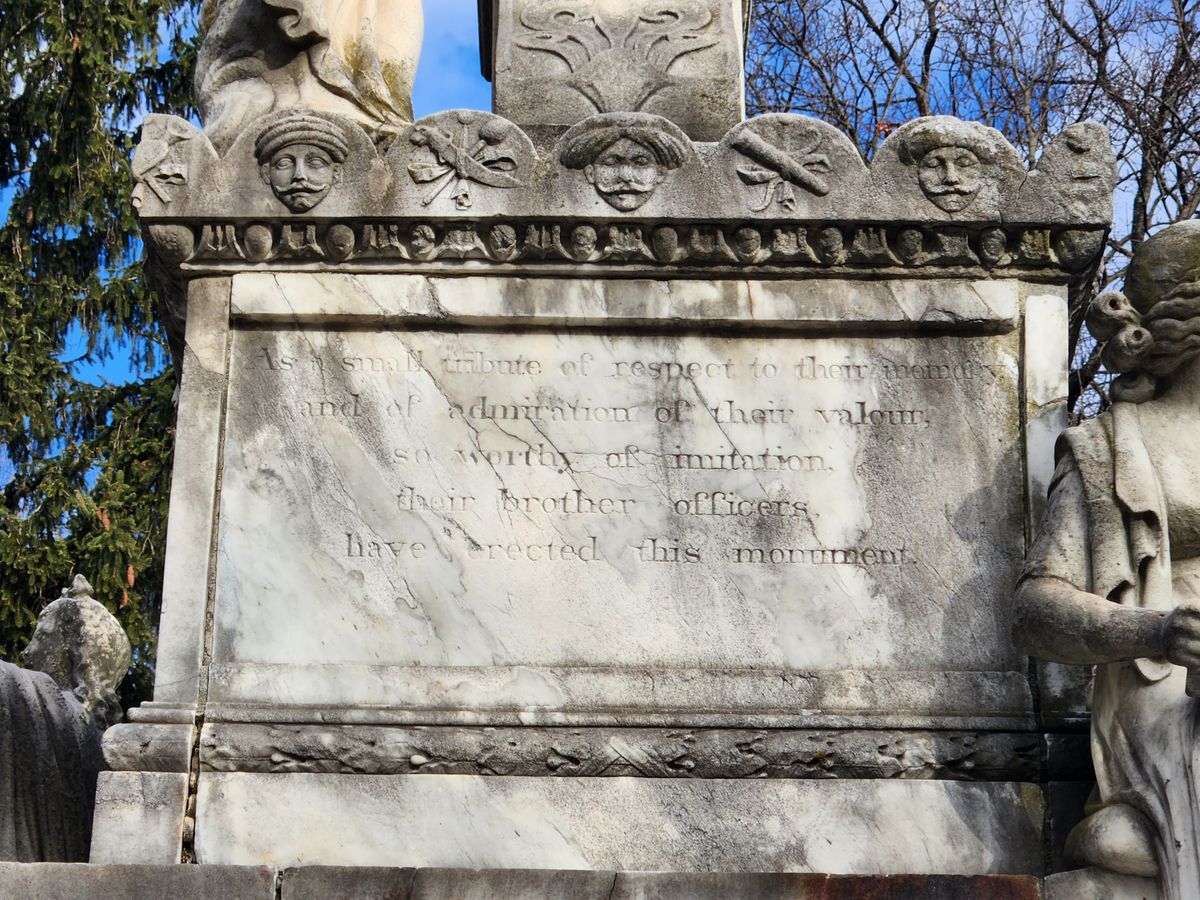 As a small tribute of respect to their memory
and of admiration of their valour,
so worthy of imitation.
their brother officers,
have erected this monument.